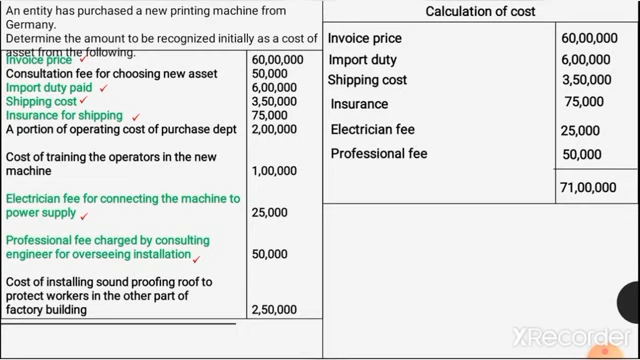 An entity has purchased a new printing machine from
Germany.
Determine the amount to be recognized initially as a cost of
asset from the following.
Invoice price 60,00,000
Consultation fee for choosing new asset 50,000
Import duty paid 6,00,000
Shipping cost 3,50,000
Insurance for shipping 75,000
A portion of operating cost of purchase dept 2,00,000
Cost of training the operators in the new
machine 1,00,000
Electrician fee for connecting the machine to
power supply 25,000
Professional fee charged by consulting
engineer for overseeing installation 50,000
Cost of installing sound proofing roof to
protect workers in the other part of
factory building 2,50,000
Calculation of cost
Invoice price 60,00,000
Import duty 6,00,000
Shipping cost 3,50,000
Insurance 75,000
Electrician fee 25,000
Professional fee 50,000
71,00,000
XRecorder